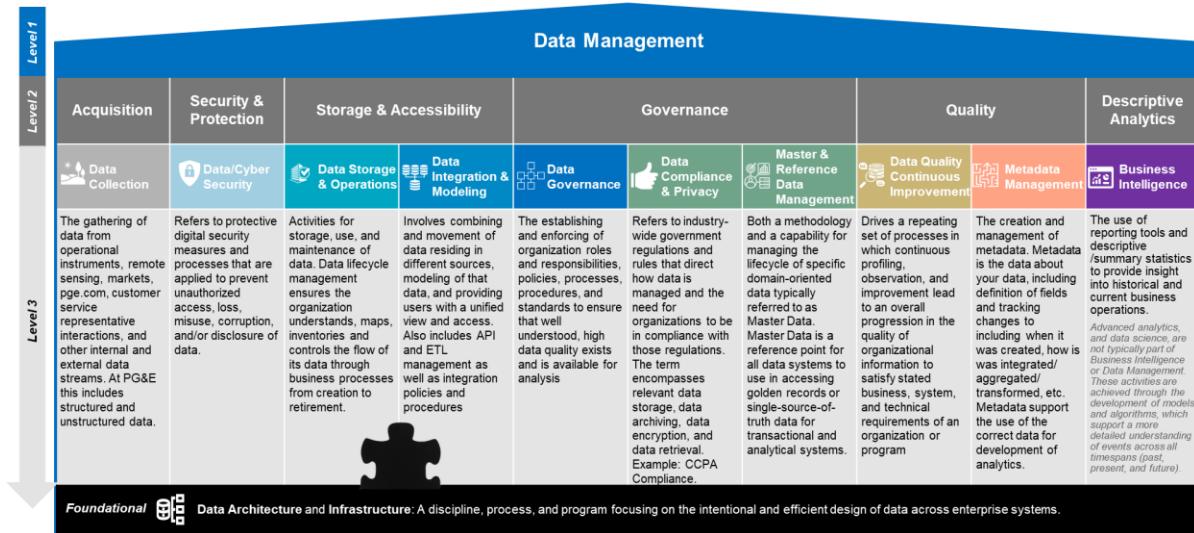 Level 1
Data Management
Level 2
Acquisition
Security &
Protection
Storage & Accessibility
Governance
Quality
Descriptive
Analytics
Level 3
Data
Collection
Data/Cyber
Security
Data Storage
& Operations
Data
Integration &
Modeling
Data
Governance
Data
Compliance
& Privacy
Master &
Reference
Data
Management
Data Quality
Continuous
Improvement
Metadata
Management
Business
Intelligence
The gathering of
data from
operational
instruments, remote
sensing, markets,
pge.com, customer
service
representative
interactions, and
other internal and
external data
streams. At PG&E
this includes
structured and
unstructured data.
Refers to protective
digital security
measures and
processes that are
applied to prevent
unauthorized
access, loss,
misuse, corruption,
and/or disclosure of
data.
Activities for
storage, use, and
maintenance of
data. Data lifecycle
management
ensures the
organization
understands, maps,
inventories and
controls the flow of
its data through
business processes
from creation to
retirement.
Involves combining
and movement of
data residing in
different sources,
modeling of that
data, and providing
users with a unified
view and access.
Also includes API
and ETL
management as
well as integration
policies and
procedures
The establishing
and enforcing of
organization roles
and responsibilities,
policies, processes,
procedures, and
standards to ensure
that well
understood, high
data quality exists
and is available for
analysis
Refers to industry-
wide government
regulations and
rules that direct
how data is
managed and the
need for
organizations to be
in compliance with
those regulations.
The term
encompasses
relevant data
storage, data
archiving, data
encryption, and
data retrieval.
Example: CCPA
Compliance.
Both a methodology
and a capability for
managing the
lifecycle of specific
domain-oriented
data typically
referred to as
Master Data.
Master Data is a
reference point for
all data systems to
use in accessing
golden records or
single-source-of-
truth data for
transactional and
analytical systems.
Drives a repeating
set of processes in
which continuous
profiling,
observation, and
improvement lead
to an overall
progression in the
quality of
organizational
information to
satisfy stated
business, system,
and technical
requirements of an
organization or
program
The creation and
management of
metadata. Metadata
is the data about
your data, including
definition of fields
and tracking
changes to
including when it
was created, how is
was integrated/
aggregated/
transformed, etc.
Metadata support
the use of the
correct data for
development of
analytics.
The use of
reporting tools and
descriptive
/summary statistics
to provide insight
into historical and
current business
operations.
Advanced analytics,
and data science, are
not typically part of
Business Intelligence
or Data Management.
These activities are
achieved through the
development of models
and algorithms, which
support a more
detailed understanding
of events across all
timespans (past,
present, and future).
Foundational
Data Architecture and Infrastructure: A discipline, process, and program focusing on the intentional and efficient design of data across enterprise systems.